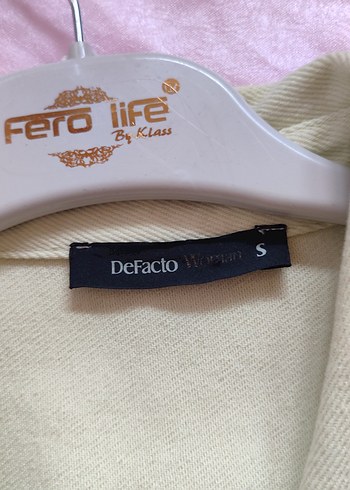 Fero life
By Klass
DeFacto Woman S